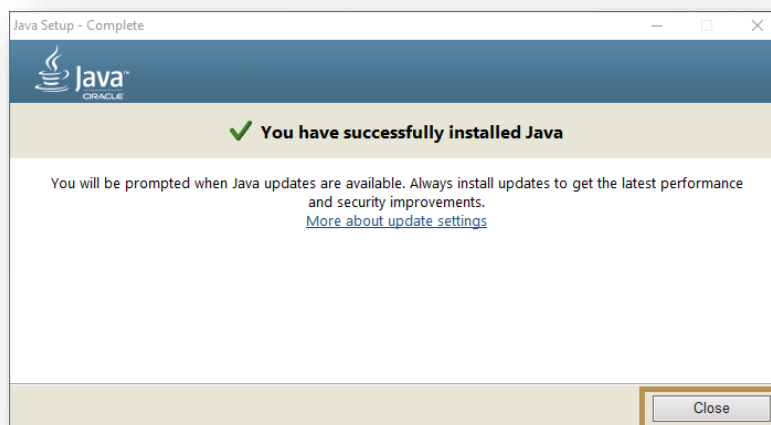 Java Setup - Complete
Java™
ORACLE
You have successfully installed Java
You will be prompted when Java updates are available. Always install updates to get the latest performance
and security improvements.
More about update settings
Close